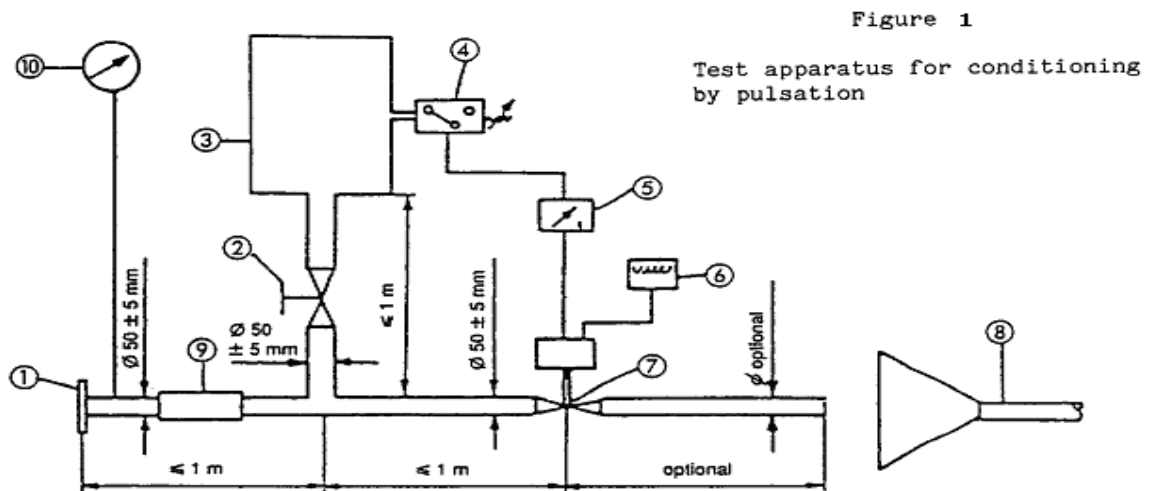 Figure 1
Test apparatus for conditioning
by pulsation
10
4
3
5
2
6
≤ 1 m
Ø 50 ± 5 mm
Ø 50
± 5 mm
Ø 50 ± 5 mm
Ø optional
9
7
8
1
≤ 1 m
≤ 1 m
optional